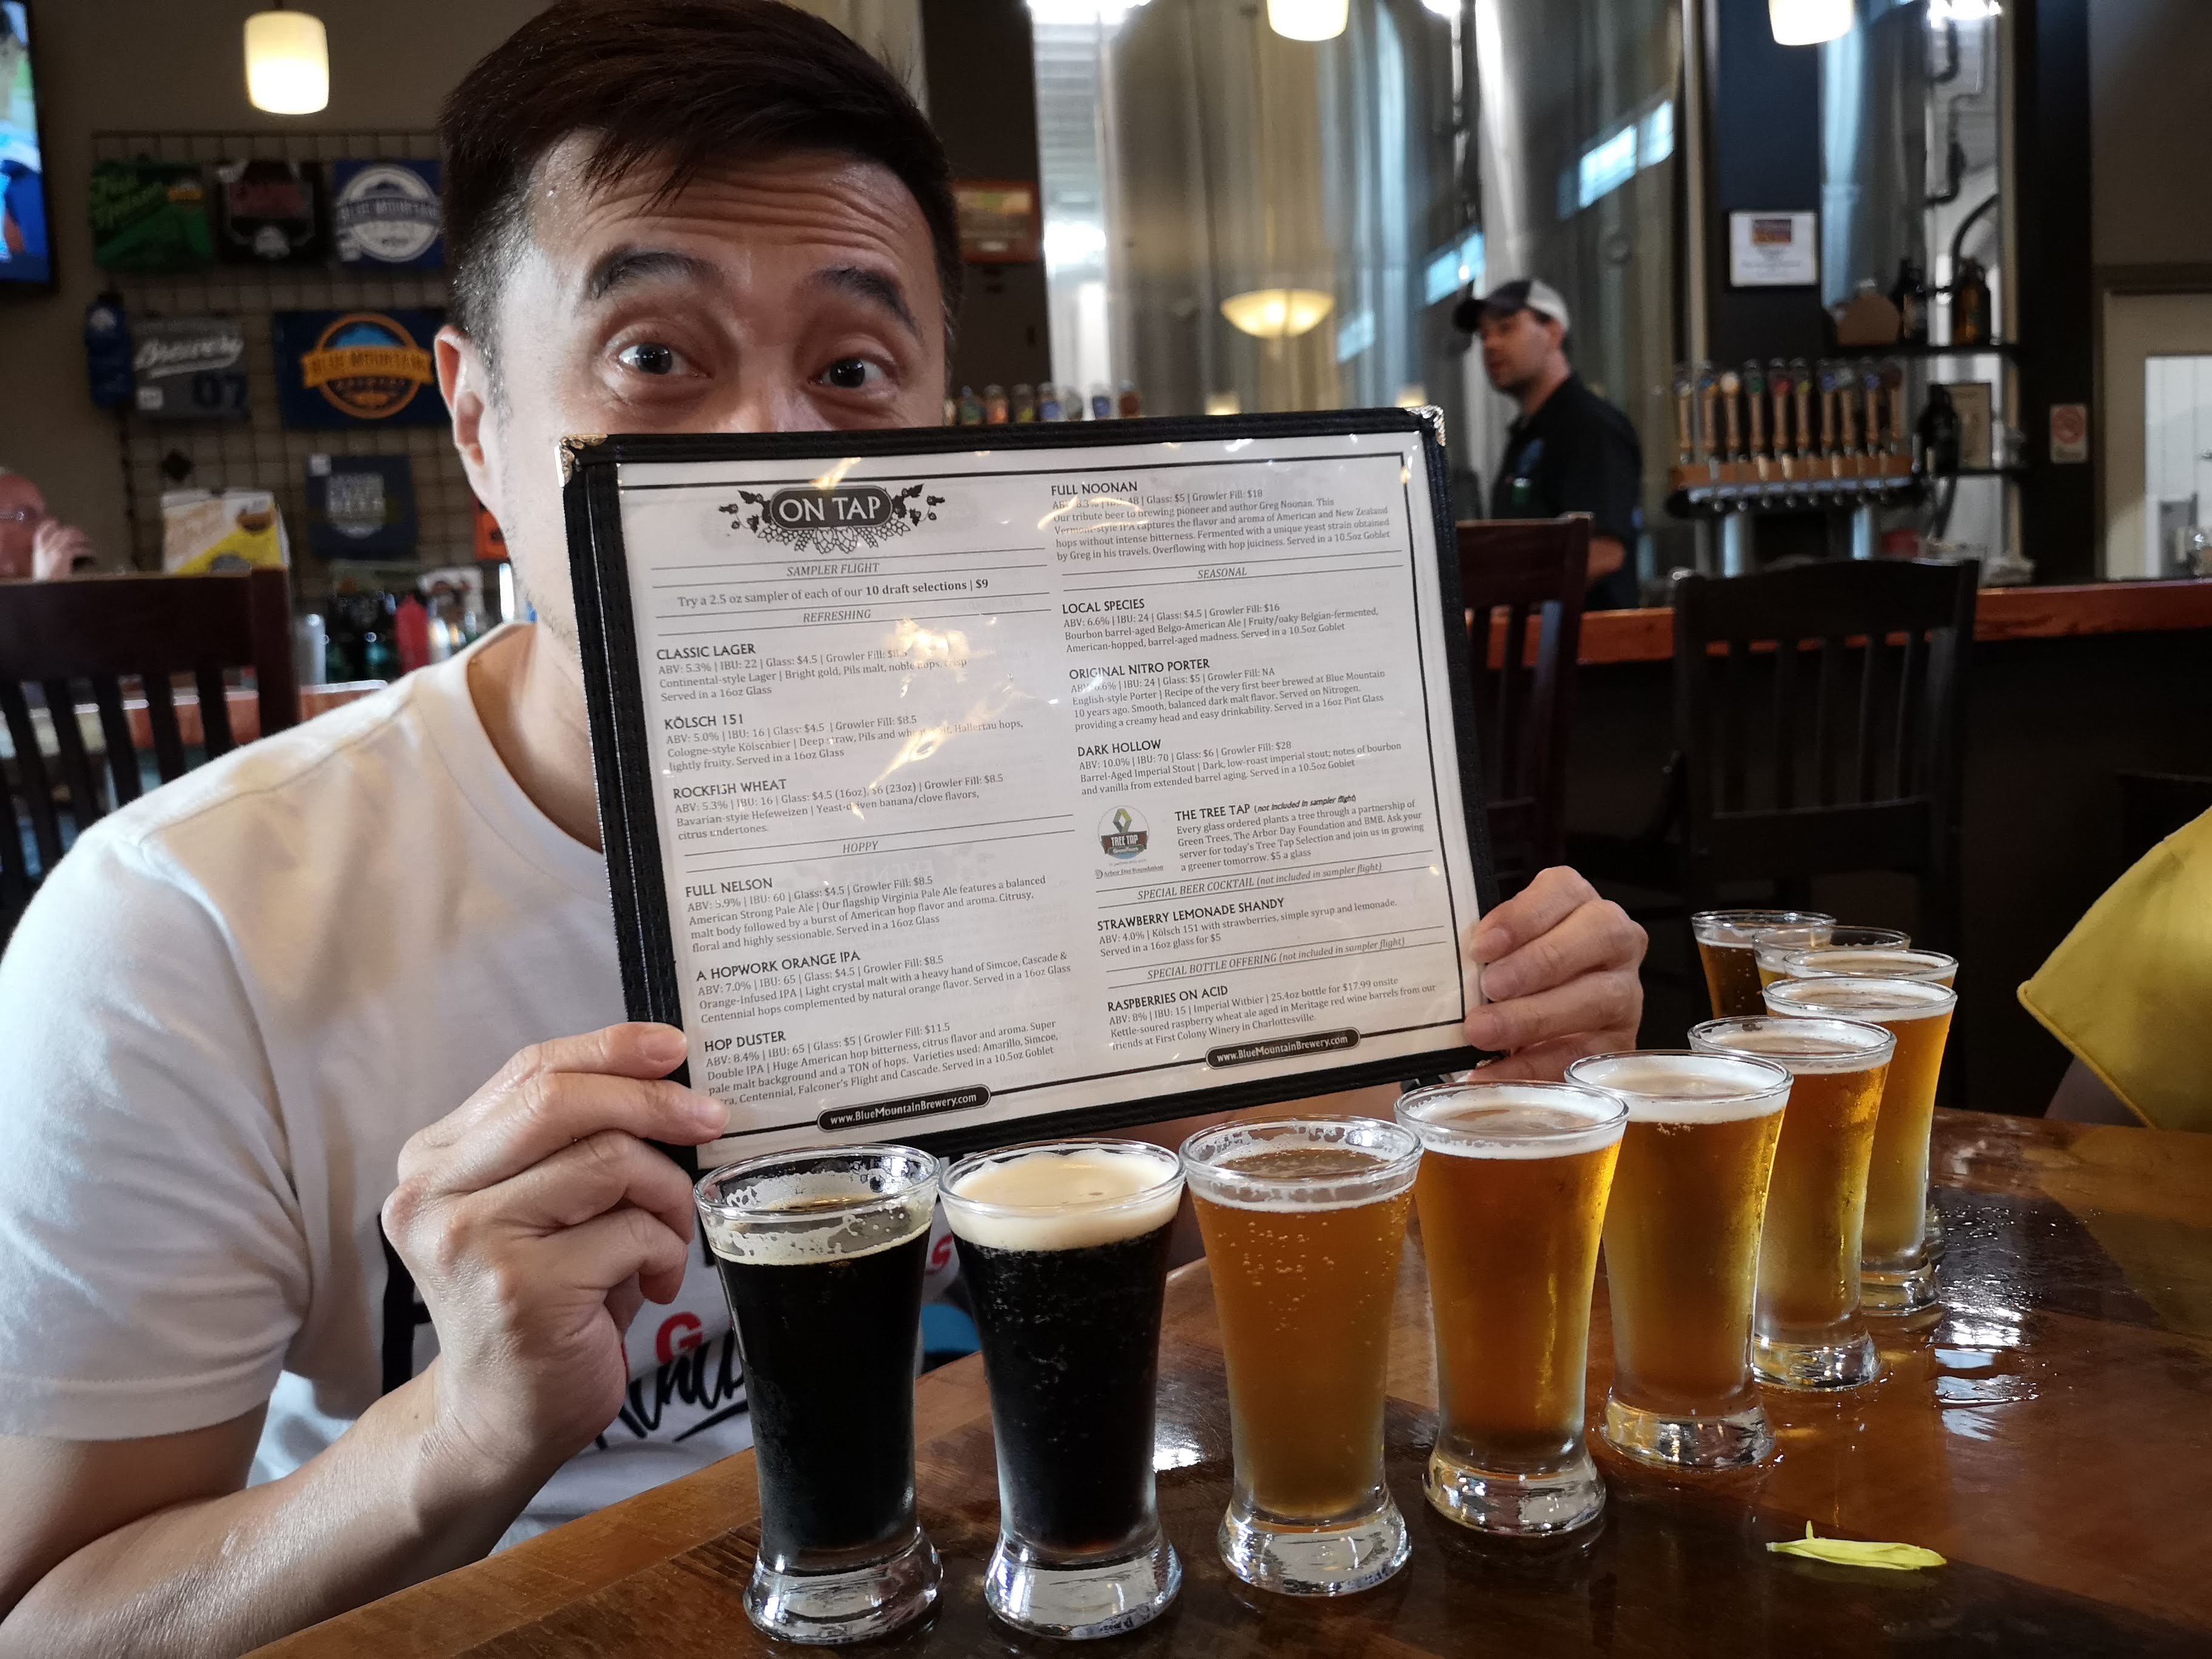 ON TAP
SAMPLER FLIGHT
Try a 2.5 oz sampler of each of our 10 draft selections | $9
REFRESHING
CLASSIC LAGER
ABV: 5.3% | IBU: 22 | Glass: $4.5 | Growler Fill: $8.5
Continental-style Lager | Bright gold, Pils malt, noble hops, crisp
Served in a 16oz Glass
KÖLSCH 151
ABV: 5.0% | IBU: 16 | Glass: $4.5 | Growler Fill: $8.5
Cologne-style Kölschbier | Deep straw, Pils and wheat malt, Hallertau hops,
lightly fruity. Served in a 16oz Glass
ROCKFISH WHEAT
ABV: 5.3% | IBU: 16 | Glass: $4.5 (16oz), $6 (23oz) | Growler Fill: $8.5
Bavarian-style Hefeweizen | Yeast-driven banana/clove flavors,
citrus undertones.
HOPPY
FULL NELSON
ABV: 5.9% | IBU: 60 | Glass: $4.5 | Growler Fill: $8.5
American Strong Pale Ale | Our flagship Virginia Pale Ale features a balanced
malt body followed by a burst of American hop flavor and aroma. Citrusy,
floral and highly sessionable. Served in a 16oz Glass
A HOPWORK ORANGE IPA
ABV: 7.0% | IBU: 65 | Glass: $4.5 | Growler Fill: $8.5
Orange-Infused IPA | Light crystal malt with a heavy hand of Simcoe, Cascade &
Centennial hops complemented by natural orange flavor. Served in a 16oz Glass
HOP DUSTER
ABV: 8.4% | IBU: 65 | Glass: $5 | Growler Fill: $11.5
Double IPA | Huge American hop bitterness, citrus flavor and aroma. Super
pale malt background and a TON of hops. Varieties used: Amarillo, Simcoe,
Centennial, Falconer's Flight and Cascade. Served in a 10.5oz Goblet
www.BlueMountainBrewery.com
FULL NOONAN
48 | Glass: $5 | Growler Fill: $18
Our tribute beer to brewing pioneer and author Greg Noonan. This
Vermont-style IPA captures the flavor and aroma of American and New Zealand
hops without intense bitterness. Fermented with a unique yeast strain obtained
by Greg in his travels. Overflowing with hop juiciness. Served in a 10.5oz Goblet
SEASONAL
LOCAL SPECIES
ABV: 6.6% | IBU: 24 | Glass: $4.5 | Growler Fill: $16
Bourbon barrel-aged Belgo-American Ale | Fruity/oaky Belgian-fermented,
American-hopped, barrel-aged madness. Served in a 10.5oz Goblet
ORIGINAL NITRO PORTER
IBU: 24 | Glass: $5 | Growler Fill: NA
English-style Porter | Recipe of the very first beer brewed at Blue Mountain
10 years ago. Smooth, balanced dark malt flavor. Served on Nitrogen,
providing a creamy head and easy drinkability. Served in a 16oz Pint Glass
DARK HOLLOW
ABV: 10.0% | IBU: 70 | Glass: $6 | Growler Fill: $28
Barrel-Aged Imperial Stout | Dark, low-roast imperial stout; notes of bourbon
and vanilla from extended barrel aging. Served in a 10.5oz Goblet
TREE TAP
Arbor Day Foundation
THE TREE TAP (not included in sampler flight)
Every glass ordered plants a tree through a partnership of
Green Trees, The Arbor Day Foundation and BMB. Ask your
server for today's Tree Tap Selection and join us in growing
a greener tomorrow. $5 a glass
SPECIAL BEER COCKTAIL (not included in sampler flight)
STRAWBERRY LEMONADE SHANDY
ABV: 4.0% | Kölsch 151 with strawberries, simple syrup and lemonade.
Served in a 16oz glass for $5
SPECIAL BOTTLE OFFERING (not included in sampler flight)
RASPBERRIES ON ACID
ABV: 8% | IBU: 15 | Imperial Witbier | 25.4oz bottle for $17.99 onsite
Kettle-soured raspberry wheat ale aged in Meritage red wine barrels from our
friends at First Colony Winery in Charlottesville.
www.BlueMountainBrewery.com
Full Nelson
BLUE MOUNTAIN
Brewery
07
BLUE MOUNTAIN
G